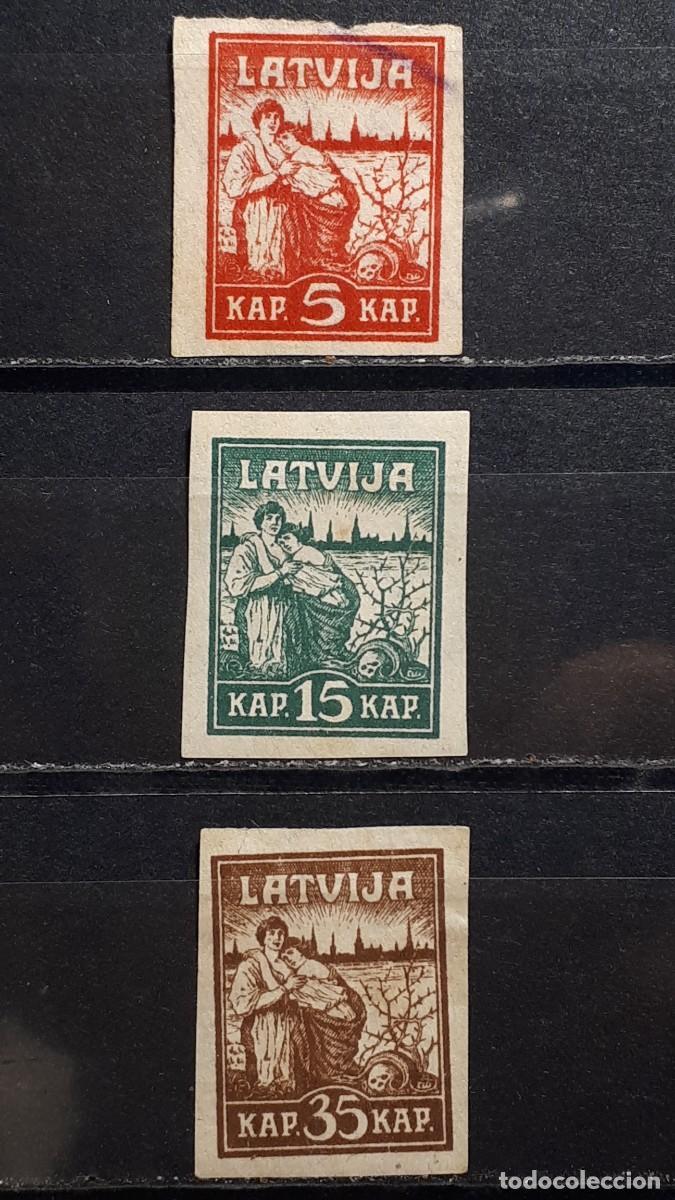 LATVIJA
KAP. 5 KAP.
LATVIJA
KAP. 15 KAP.
LATVIJA
KAP. 35 KAP.
todocoleccion